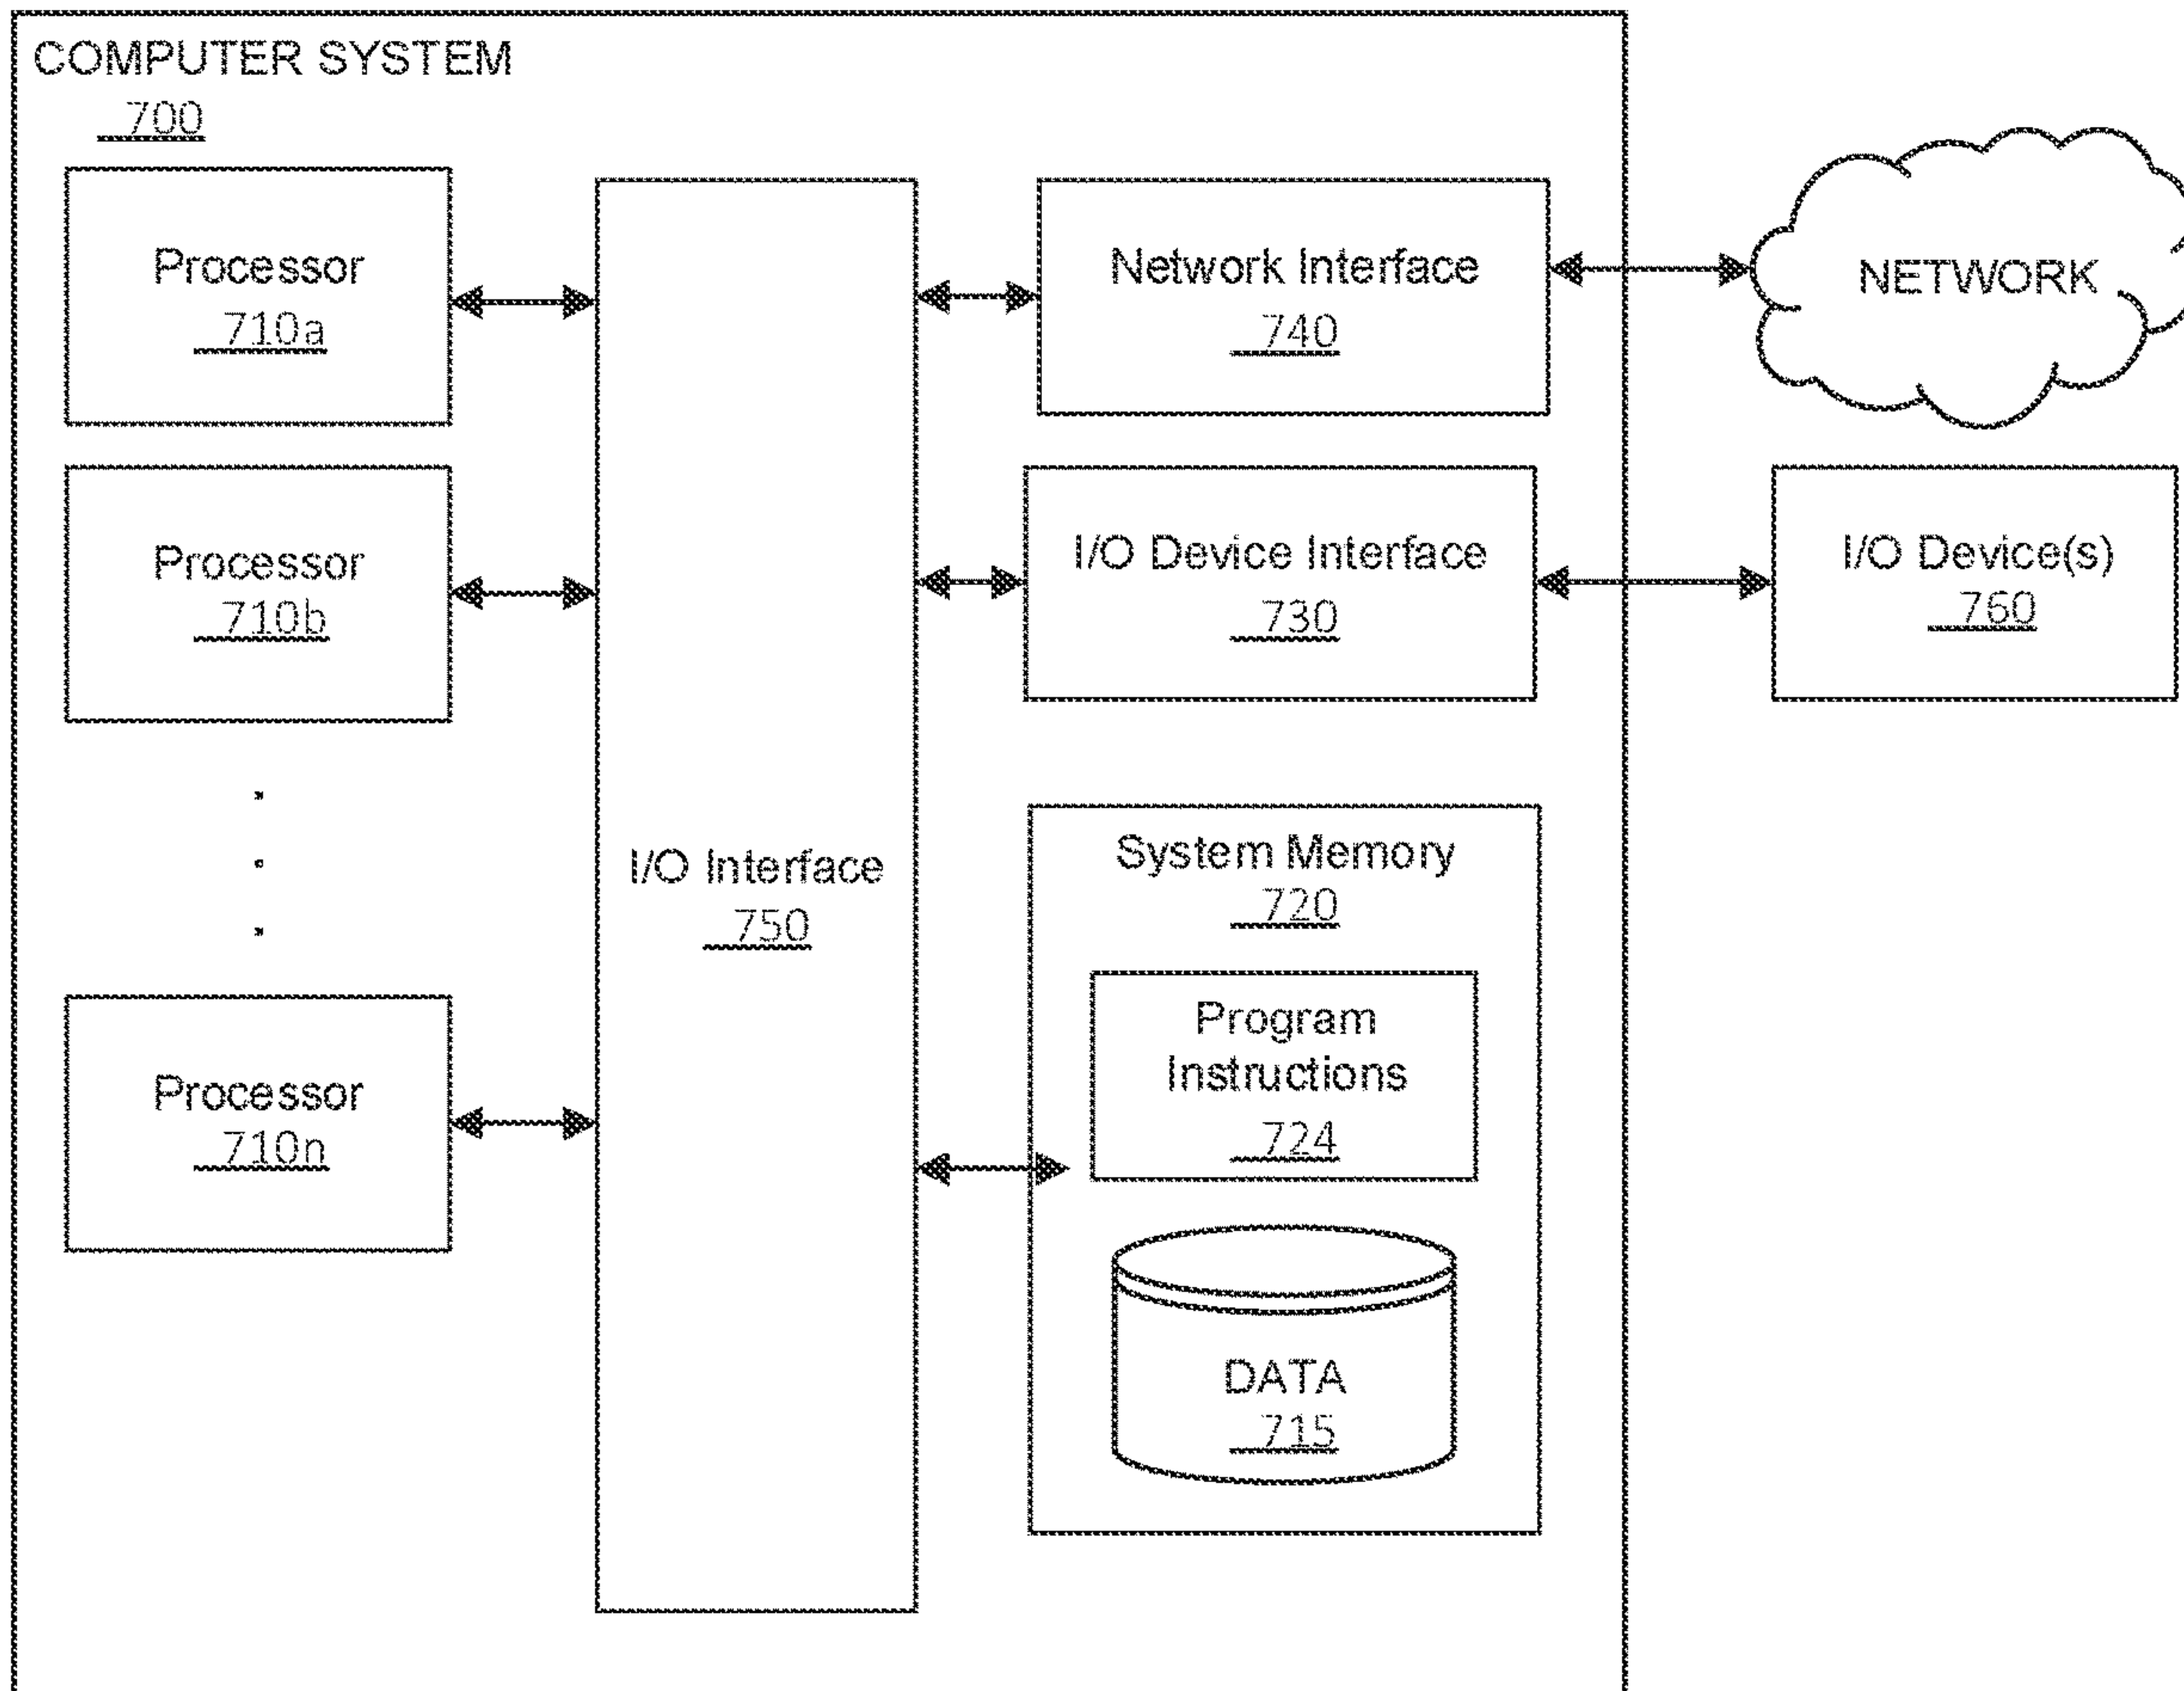 COMPUTER SYSTEM
700
Processor
710a
Processor
710b
Processor
710n
I/O Interface
750
Network Interface
740
I/O Device Interface
730
System Memory
720
Program
Instructions
724
DATA
715
NETWORK
I/O Device(s)
760